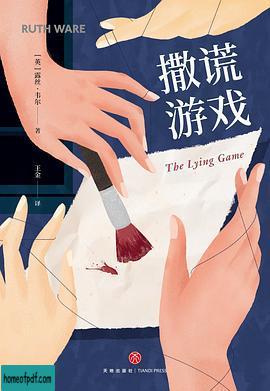 RUTH WARE
[英]露丝·韦尔
著
王金
译
撒谎
游戏
The Lying Game
天地出版社 | TIANDI PRESS
homeofpdf.com